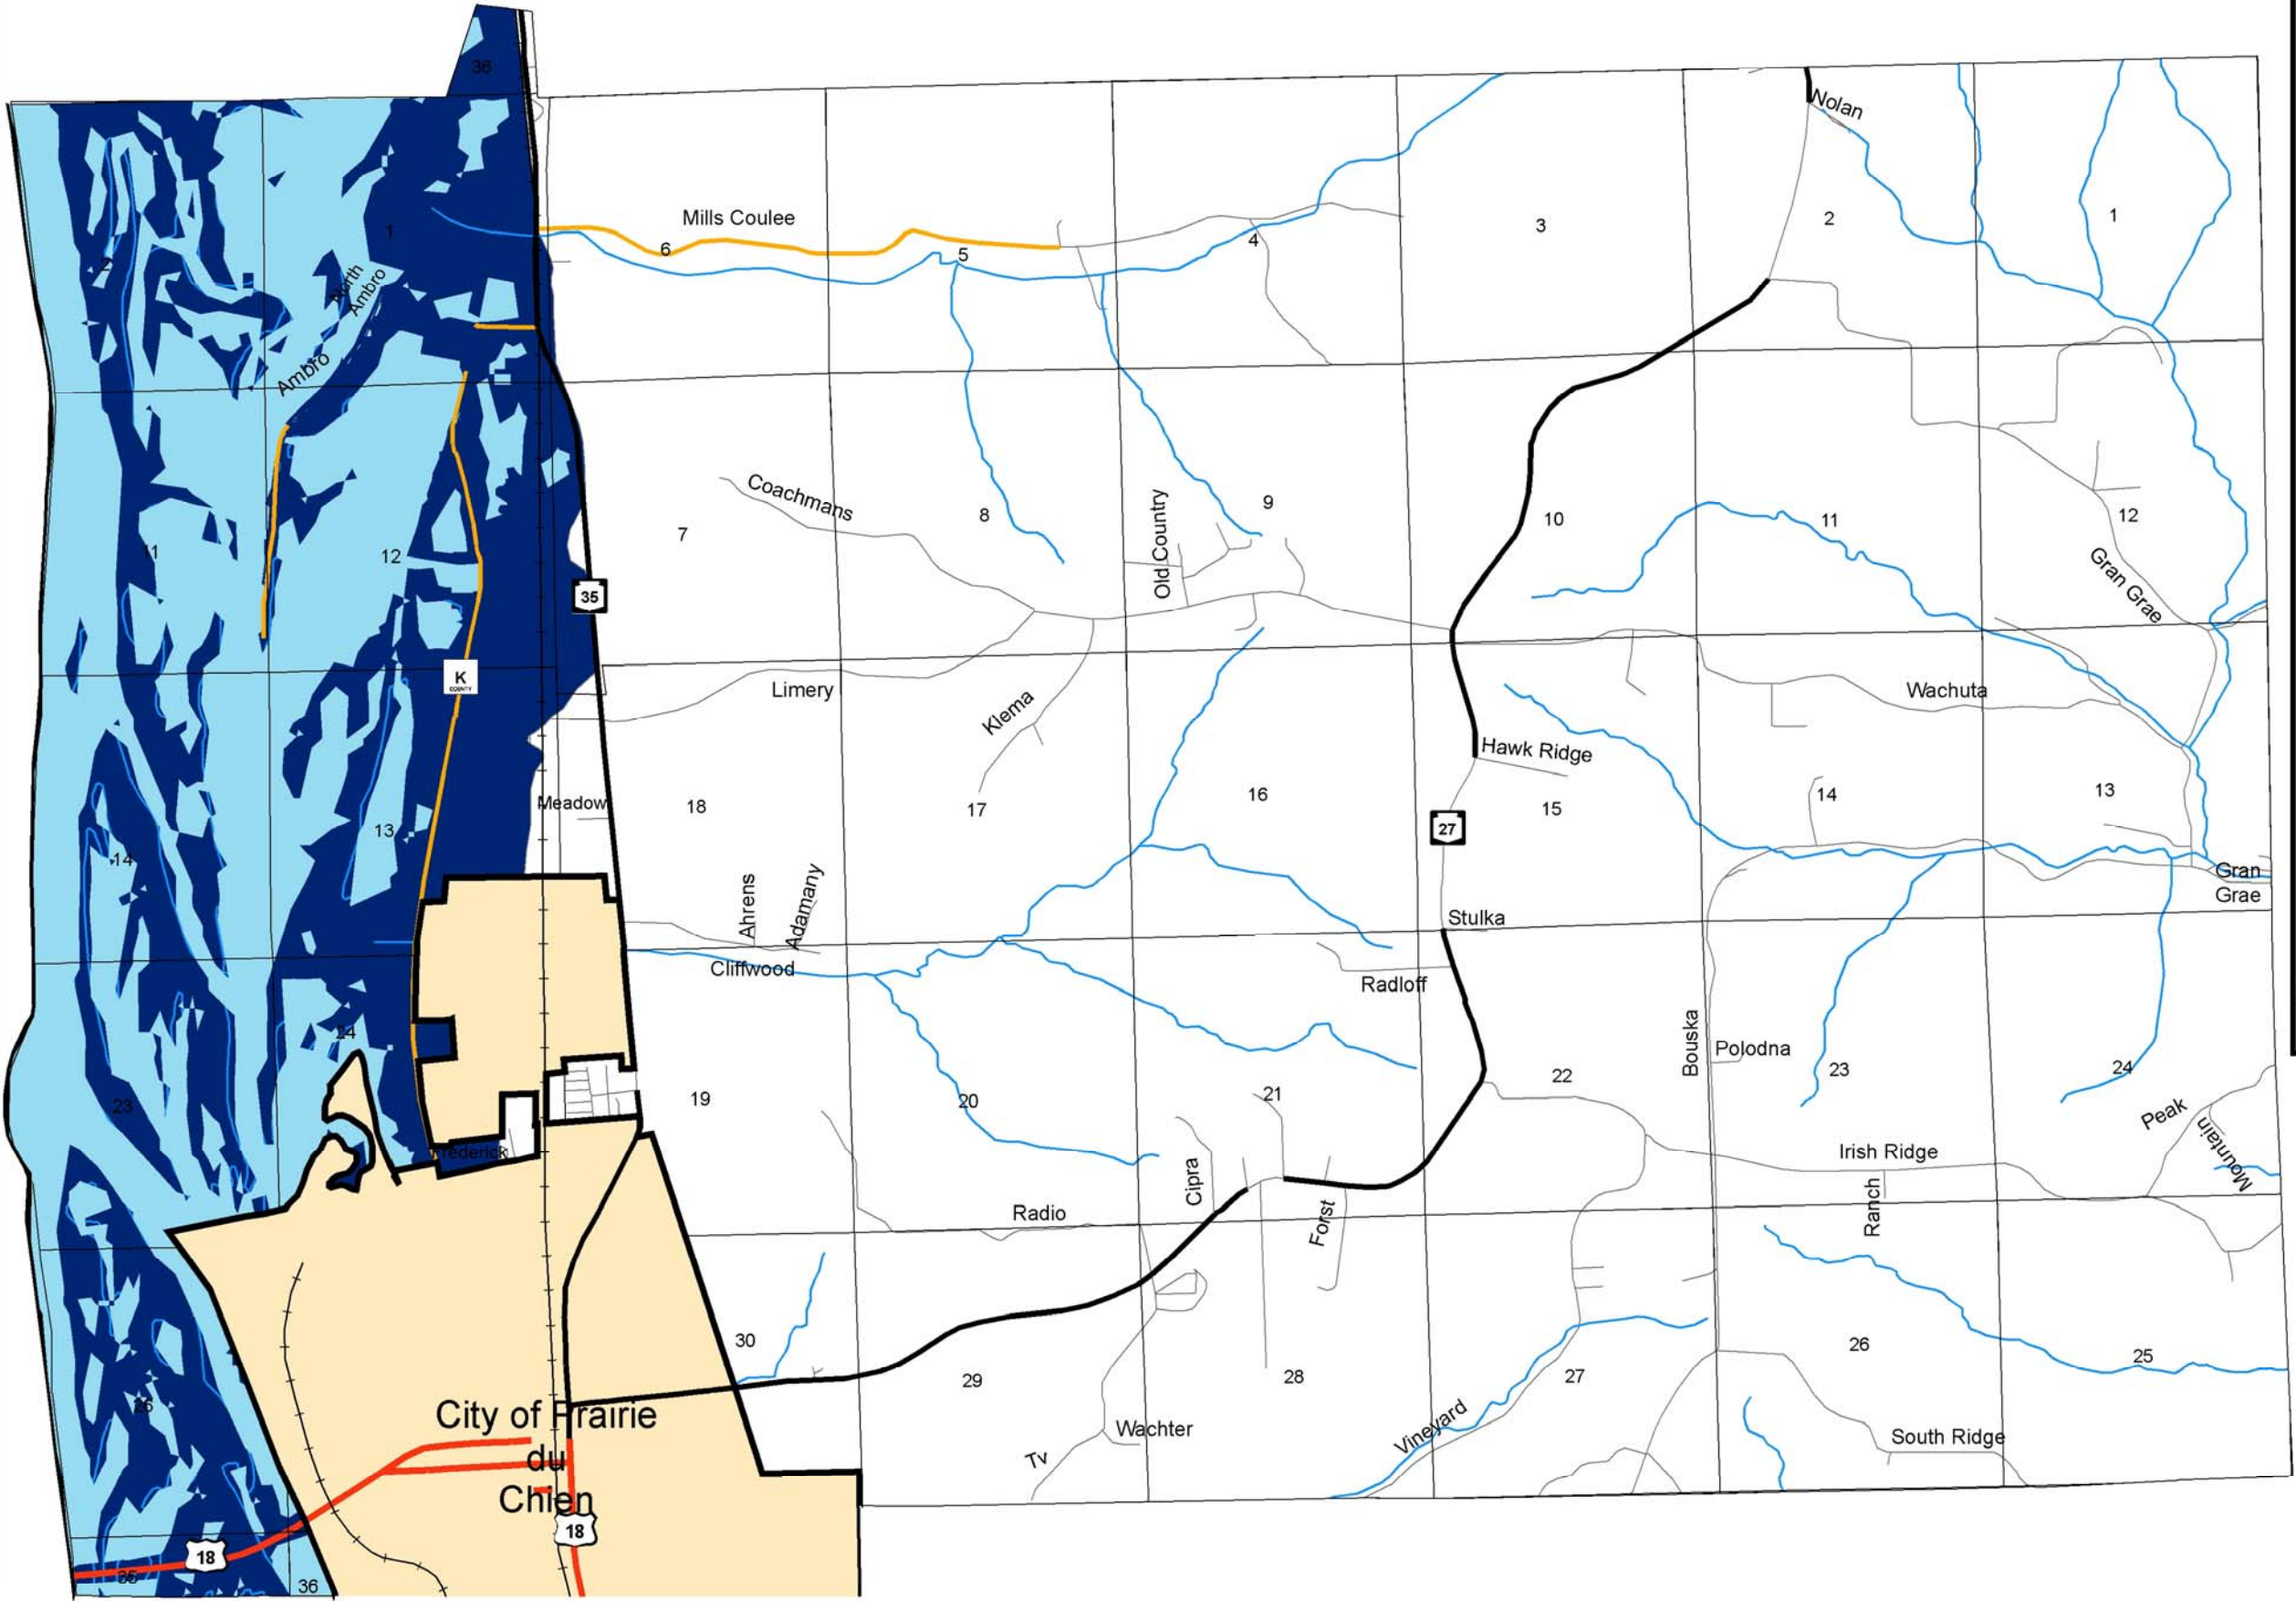 36
Nolan
Mills Coulee
1
2
6
5
4
3
2
1
North
Ambro
Ambro
Coachmans
Old Country
7
8
9
10
11
12
11
12
35
Gran Grae
K
COUNTY
Limery
Klema
Wachuta
Hawk Ridge
Meadow
18
17
16
27
15
14
13
13
14
Ahrens
Adamany
Gran
Grae
Stulka
Cliffwood
Radloff
Bouska
Polodna
24
23
19
20
21
22
23
24
Peak
Mountain
Frederick
Cipra
Forst
Irish Ridge
Ranch
Radio
30
29
28
27
26
25
26
City of Prairie
du
Chien
Vineyard
Wachter
Tv
South Ridge
18
18
35
36